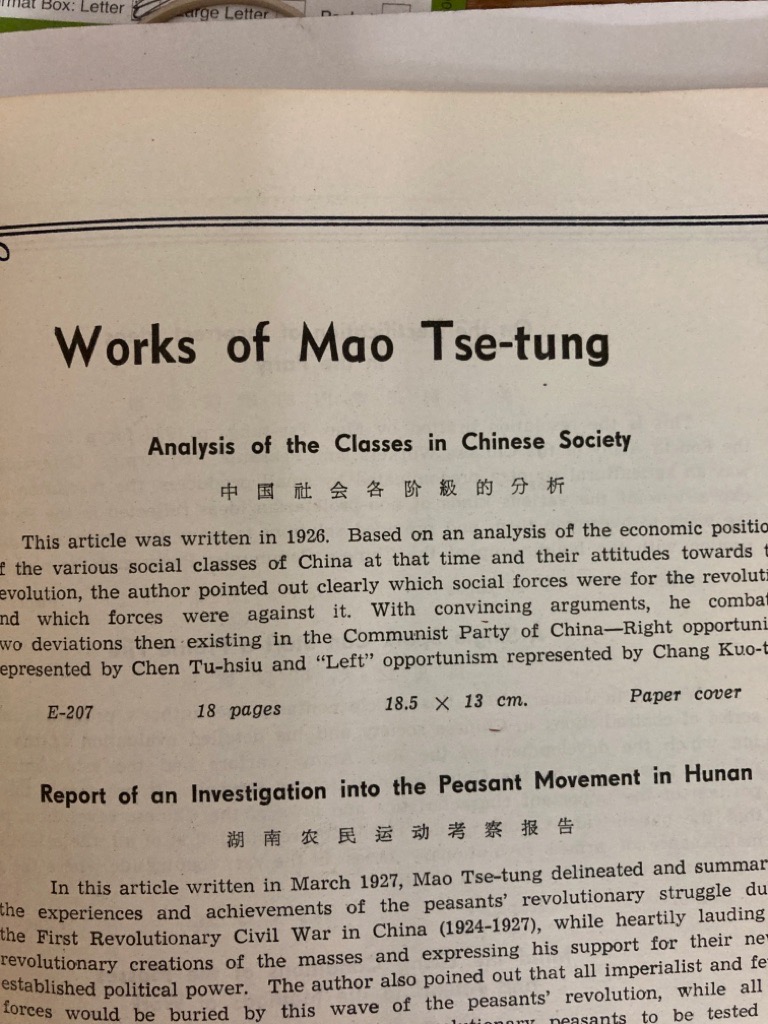 Box: Letter
Large Letter
Works of Mao Tse-tung
Analysis of the Classes in Chinese Society
中国社会各阶級的分析
This article was written in 1926. Based on an analysis of the economic positio
f the various social classes of China at that time and their attitudes towards t
evolution, the author pointed out clearly which social forces were for the revoluti
nd which forces were against it. With convincing arguments, he combat
wo deviations then existing in the Communist Party of China—Right opportuni
epresented by Chen Tu-hsiu and “Left” opportunism represented by Chang Kuo-t
E-207 18 pages 18.5 × 13 cm. Paper cover
Report of an Investigation into the Peasant Movement in Hunan
湖南农民运动考察报告
In this article written in March 1927, Mao Tse-tung delineated and summar
the experiences and achievements of the peasants’ revolutionary struggle du
the First Revolutionary Civil War in China (1924-1927), while heartily lauding
revolutionary creations of the masses and expressing his support for their ne
established political power. The author also poined out that all imperialist and fe
forces would be buried by this wave of the peasants’ revolution, while all
peasants to be tested